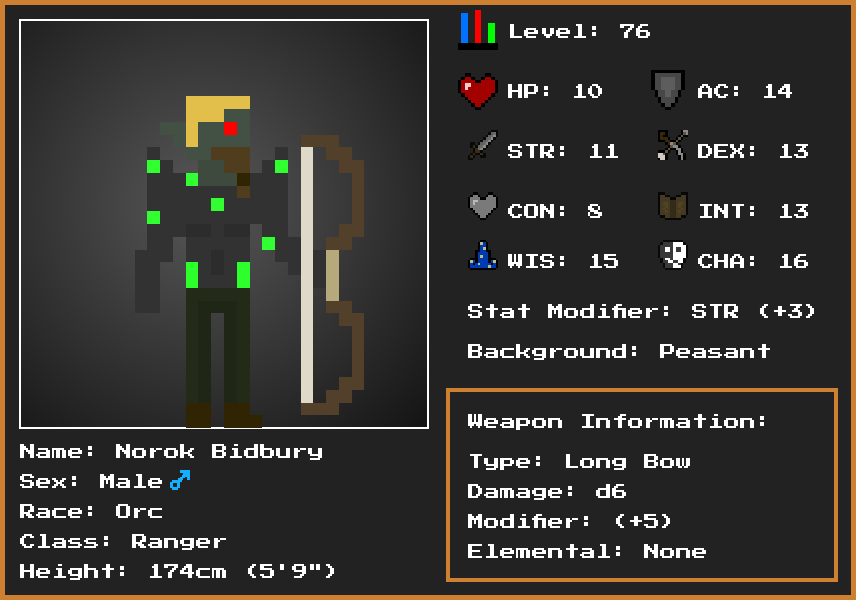 Level: 76
HP: 10 AC: 14
STR: 11 DEX: 13
CON: 8 INT: 13
WIS: 15 CHA: 16
Stat Modifier: STR (+3)
Background: Peasant
Weapon Information:
Type: Long Bow
Damage: d6
Modifier: (+5)
Elemental: None
Name: Norok Bidbury
Sex: Male ♂
Race: Orc
Class: Ranger
Height: 174cm (5'9")